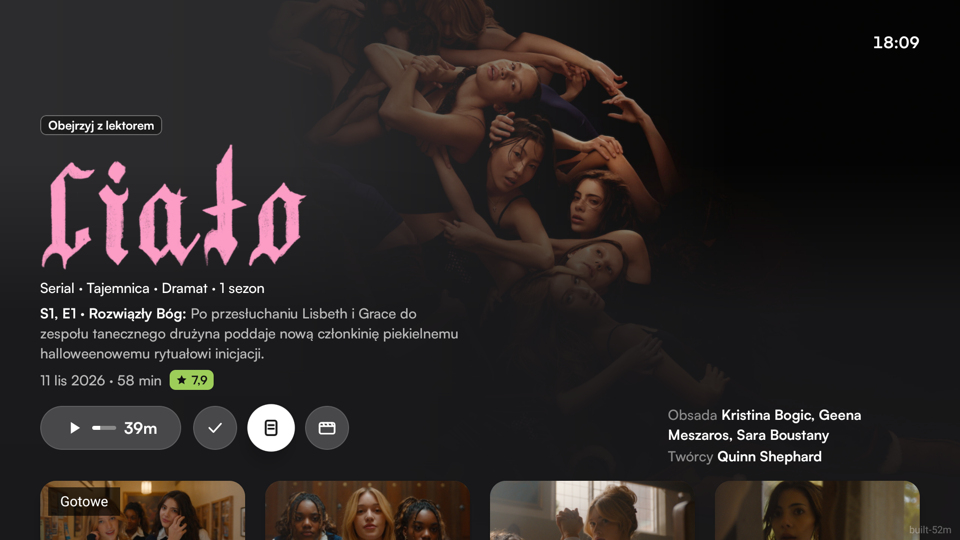 18:09
Obejrzyj z lektorem
Ciało
Serial · Tajemnica · Dramat · 1 sezon
S1, E1 · Rozwiązły Bóg: Po przesłuchaniu Lisbeth i Grace do
zespołu tanecznego drużyna poddaje nową członkinię piekielnemu
halloweenowemu rytuałowi inicjacji.
11 lis 2026 · 58 min ★ 7,9
39m
Obsada Kristina Bogic, Geena
Meszaros, Sara Boustany
Twórcy Quinn Shephard
Gotowe
built-52m